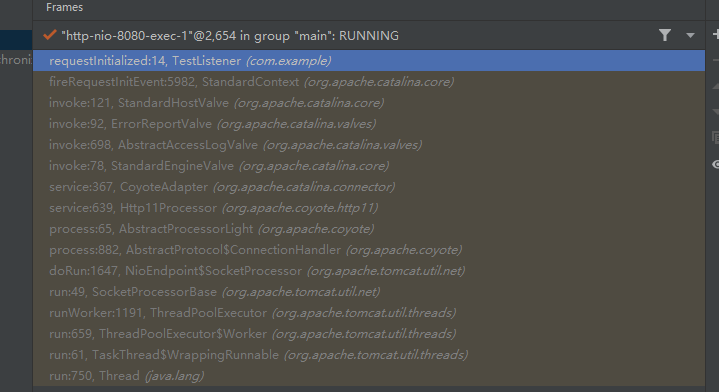 Frames
"http-nio-8080-exec-1"@2,654 in group "main": RUNNING
requestInitialized:14, TestListener (com.example)
fireRequestInitEvent:5982, StandardContext (org.apache.catalina.core)
invoke:121, StandardHostValve (org.apache.catalina.core)
invoke:92, ErrorReportValve (org.apache.catalina.valves)
invoke:698, AbstractAccessLogValve (org.apache.catalina.valves)
invoke:78, StandardEngineValve (org.apache.catalina.core)
service:367, CoyoteAdapter (org.apache.catalina.connector)
service:639, Http11Processor (org.apache.coyote.http11)
process:65, AbstractProcessorLight (org.apache.coyote)
process:882, AbstractProtocol$ConnectionHandler (org.apache.coyote)
doRun:1647, NioEndpoint$SocketProcessor (org.apache.tomcat.util.net)
run:49, SocketProcessorBase (org.apache.tomcat.util.net)
runWorker:1191, ThreadPoolExecutor (org.apache.tomcat.util.threads)
run:659, ThreadPoolExecutor$Worker (org.apache.tomcat.util.threads)
run:61, TaskThread$WrappingRunnable (org.apache.tomcat.util.threads)
run:750, Thread (java.lang)